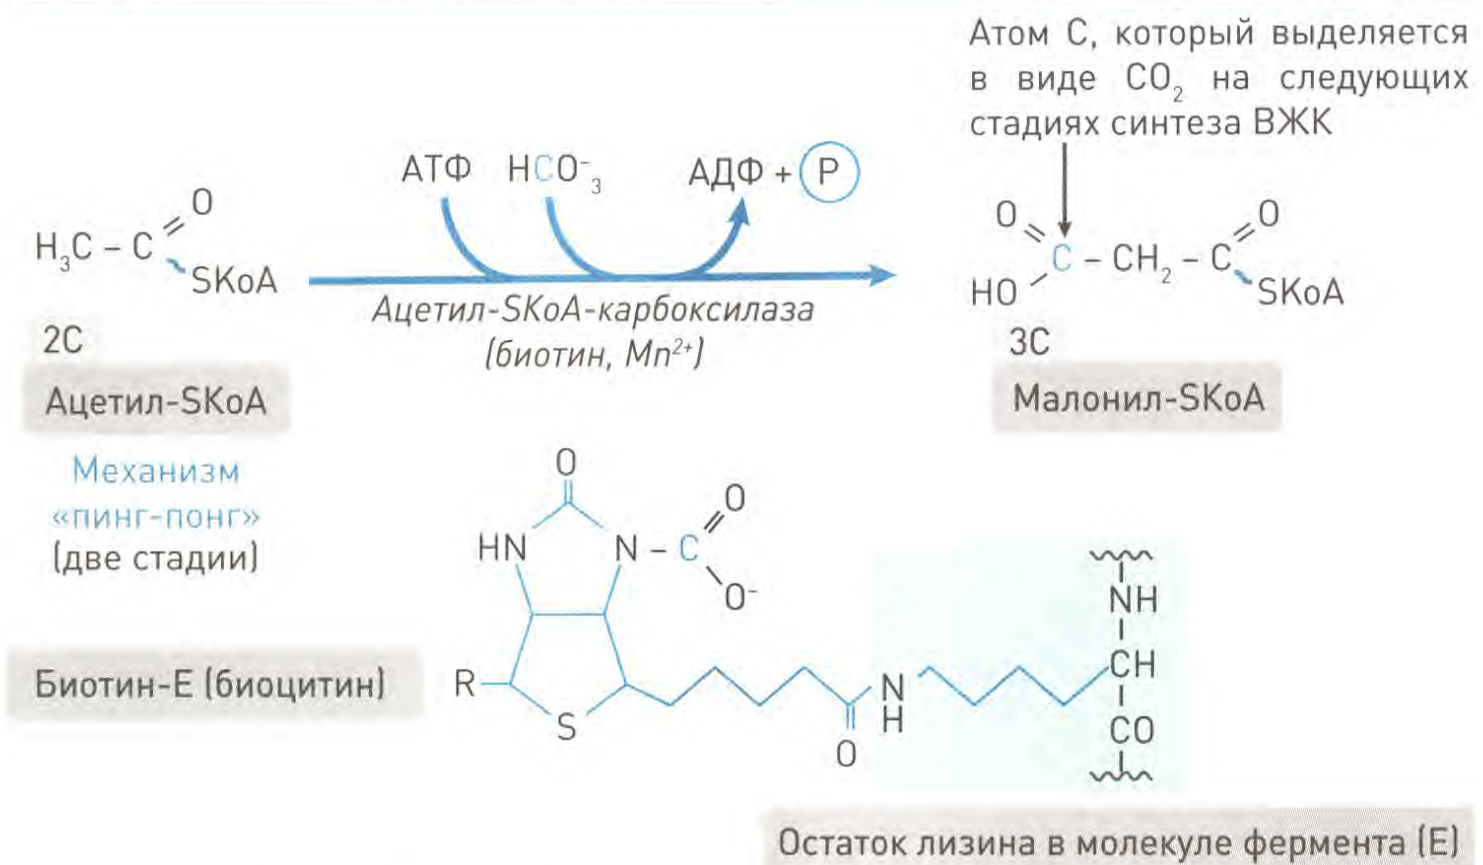 Атом С, который выделяется
в виде CO₂ на следующих
стадиях синтеза ВЖК
АТФ HCO⁻₃ АДФ + P
H₃C – C O SKoA
O C – CH₂ – C O
HO SKoA
Ацетил-SKoA-карбоксилаза
(биотин, Mn²⁺)
2C
3C
Ацетил-SKoA
Малонил-SKoA
Механизм
«пинг-понг»
(две стадии)
O
HN N – C O
O⁻
NH
Биотин-Е (биоцитин)
R S O N
H
CH
CO
Остаток лизина в молекуле фермента (Е)